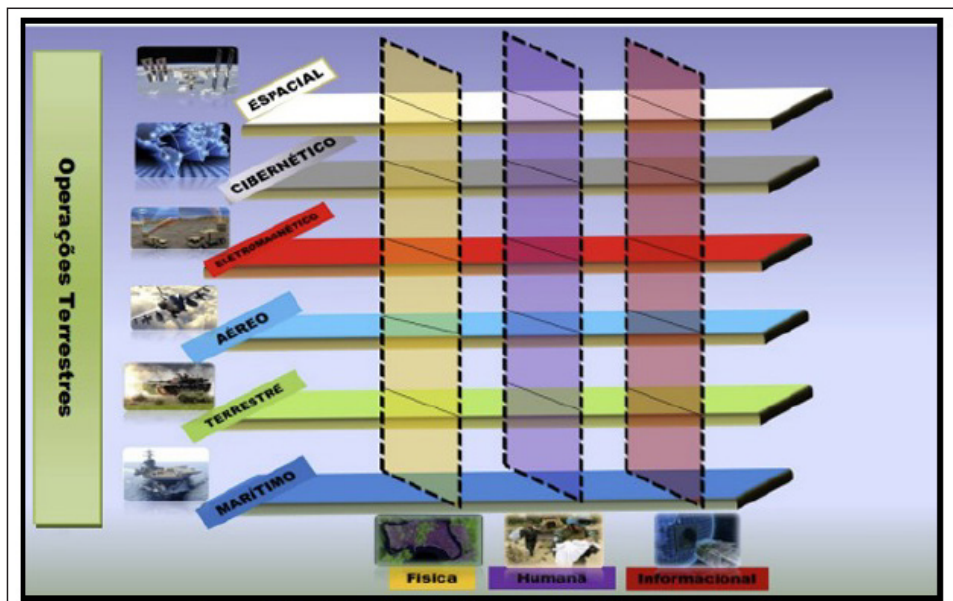 Operações Terrestres
ESPACIAL
CIBERNÉTICO
ELETROMAGNÉTICO
AÉREO
TERRESTRE
MARÍTIMO
Física
Humana
Informacional